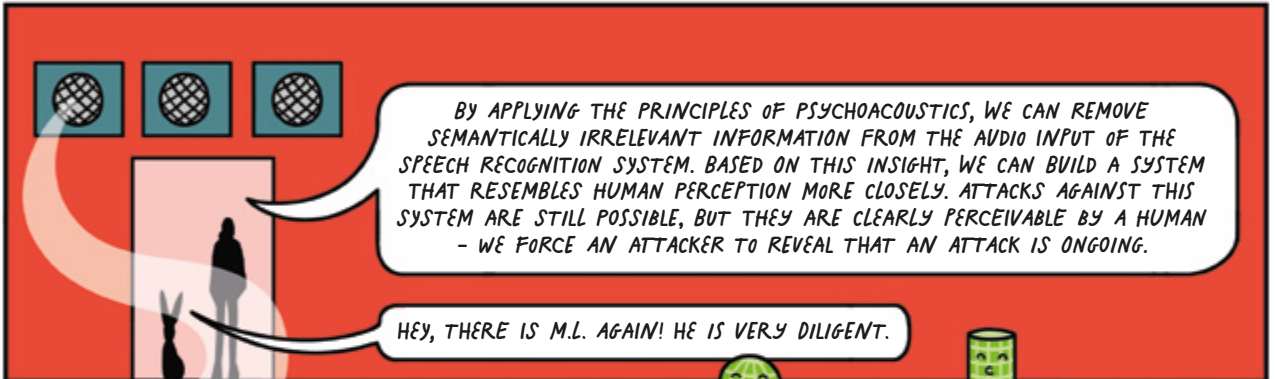 BY APPLYING THE PRINCIPLES OF PSYCHOACOUSTICS, WE CAN REMOVE
SEMANTICALLY IRRELEVANT INFORMATION FROM THE AUDIO INPUT OF THE
SPEECH RECOGNITION SYSTEM. BASED ON THIS INSIGHT, WE CAN BUILD A SYSTEM
THAT RESEMBLES HUMAN PERCEPTION MORE CLOSELY. ATTACKS AGAINST THIS
SYSTEM ARE STILL POSSIBLE, BUT THEY ARE CLEARLY PERCEIVABLE BY A HUMAN
– WE FORCE AN ATTACKER TO REVEAL THAT AN ATTACK IS ONGOING.
HEY, THERE IS M.L. AGAIN! HE IS VERY DILIGENT.